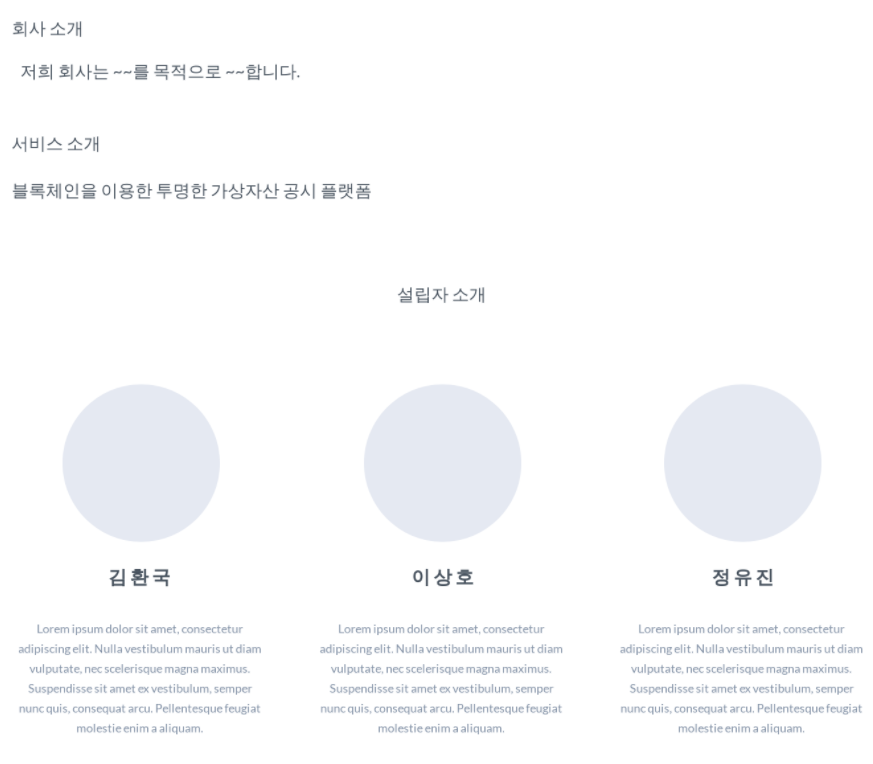 회사 소개
저희 회사는 ~~를 목적으로 ~~합니다.
서비스 소개
블록체인을 이용한 투명한 가상자산 공시 플랫폼
설립자 소개
김환국
Lorem ipsum dolor sit amet, consectetur
adipiscing elit. Nulla vestibulum mauris ut diam
vulputate, nec scelerisque magna maximus.
Suspendisse sit amet ex vestibulum, semper
nunc quis, consequat arcu. Pellentesque feugiat
molestie enim a aliquam.
이상호
Lorem ipsum dolor sit amet, consectetur
adipiscing elit. Nulla vestibulum mauris ut diam
vulputate, nec scelerisque magna maximus.
Suspendisse sit amet ex vestibulum, semper
nunc quis, consequat arcu. Pellentesque feugiat
molestie enim a aliquam.
정유진
Lorem ipsum dolor sit amet, consectetur
adipiscing elit. Nulla vestibulum mauris ut diam
vulputate, nec scelerisque magna maximus.
Suspendisse sit amet ex vestibulum, semper
nunc quis, consequat arcu. Pellentesque feugiat
molestie enim a aliquam.